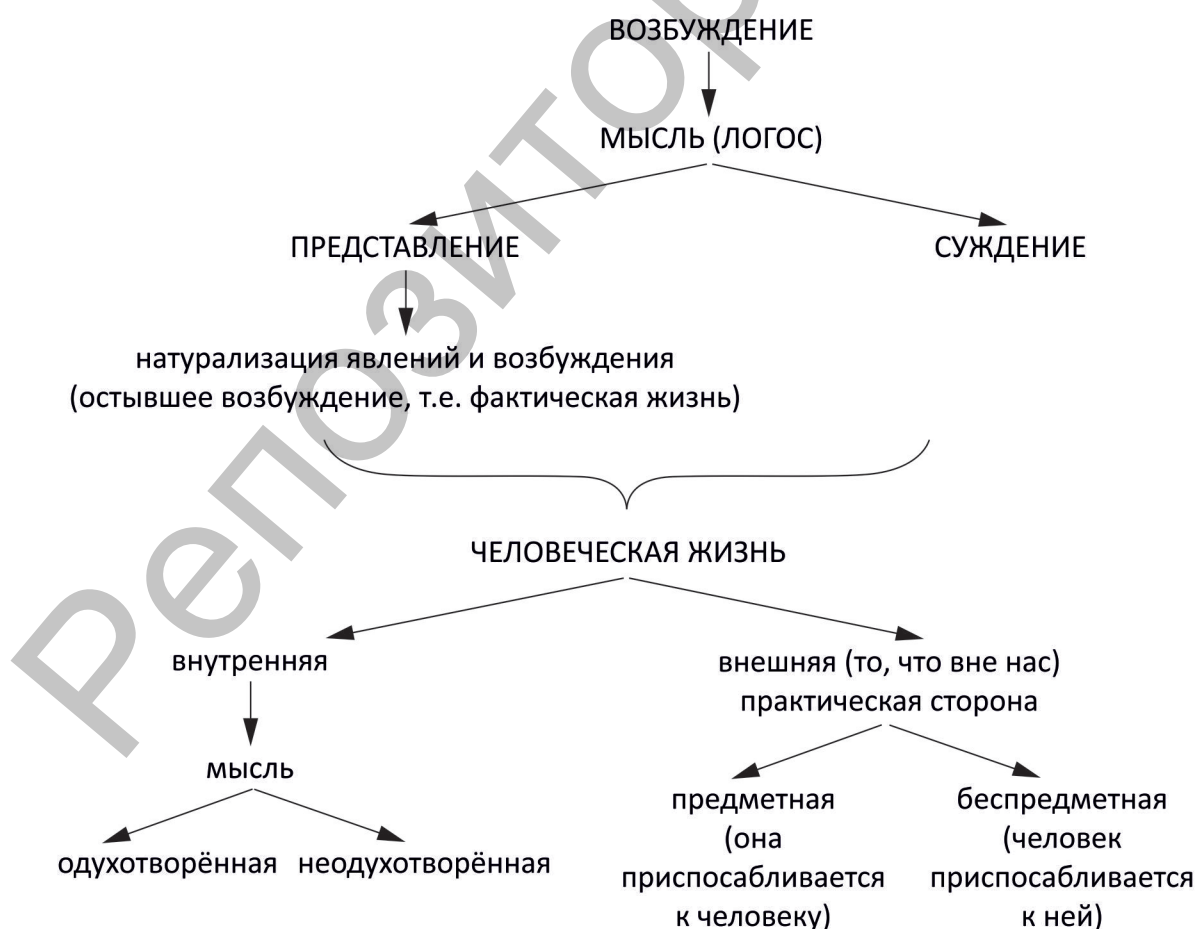 ВОЗБУЖДЕНИЕ
МЫСЛЬ (ЛОГОС)
ПРЕДСТАВЛЕНИЕ
СУЖДЕНИЕ
натурализация явлений и возбуждения
(остывшее возбуждение, т.е. фактическая жизнь)
ЧЕЛОВЕЧЕСКАЯ ЖИЗНЬ
внутренняя
внешняя (то, что вне нас)
практическая сторона
мысль
одухотворённая
неодухотворённая
предметная
(она
приспосабливается
к человеку)
беспредметная
(человек
приспосабливается
к ней)
Репозитор